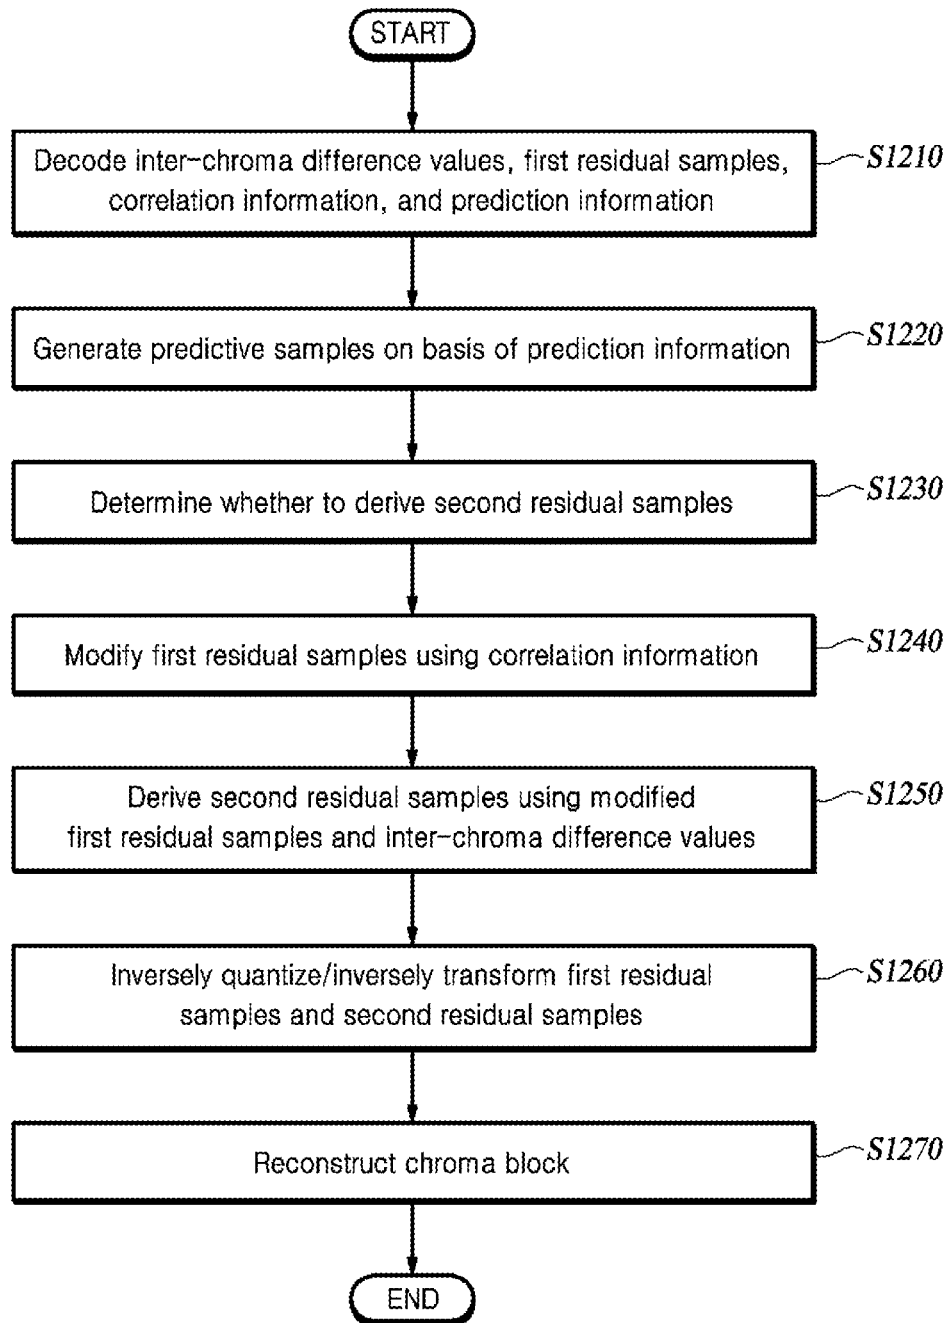 START
Decode inter-chroma difference values, first residual samples,
correlation information, and prediction information
S1210
Generate predictive samples on basis of prediction information
S1220
Determine whether to derive second residual samples
S1230
Modify first residual samples using correlation information
S1240
Derive second residual samples using modified
first residual samples and inter-chroma difference values
S1250
Inversely quantize/inversely transform first residual
samples and second residual samples
S1260
Reconstruct chroma block
S1270
END